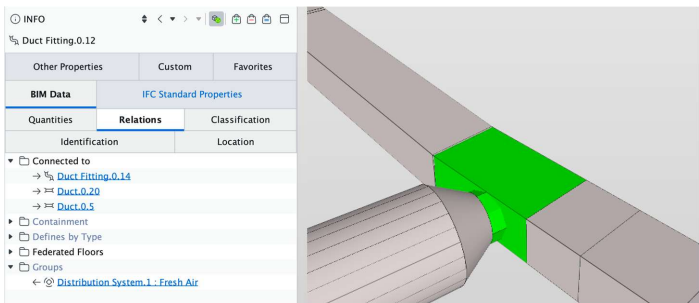 INFO
Duct Fitting.0.12
Other Properties Custom Favorites
BIM Data IFC Standard Properties
Quantities Relations Classification
Identification Location
Connected to
Duct Fitting.0.14
Duct.0.20
Duct.0.5
Containment
Defines by Type
Federated Floors
Groups
Distribution System.1 : Fresh Air